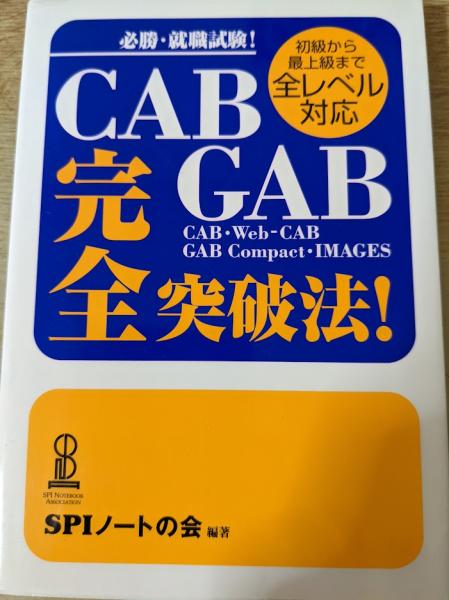 必勝・就職試験!
初級から
最上級まで
全レベル
対応
CAB
GAB
CAB・Web-CAB
GAB Compact・IMAGES
完全突破法!
SPI NOTEBOOK
ASSOCIATION
SPIノートの会 編著